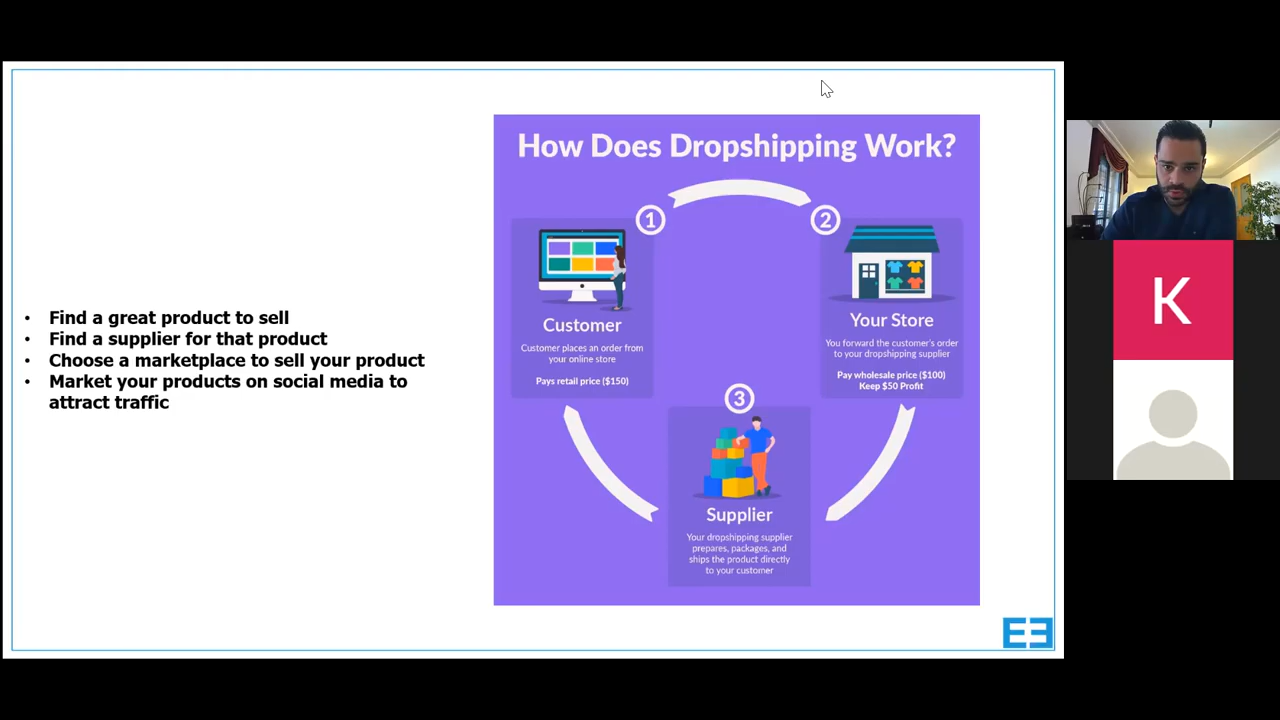 How Does Dropshipping Work?
1
2
Customer
Customer places an order from
your online store
Pays retail price ($150)
Your Store
You forward the customer's order
to your dropshipping supplier
Pay wholesale price ($100)
Keep $50 Profit
3
Supplier
Your dropshipping supplier
prepares, packages, and
ships the product directly
to your customer
• Find a great product to sell
• Find a supplier for that product
• Choose a marketplace to sell your product
• Market your products on social media to
attract traffic
K